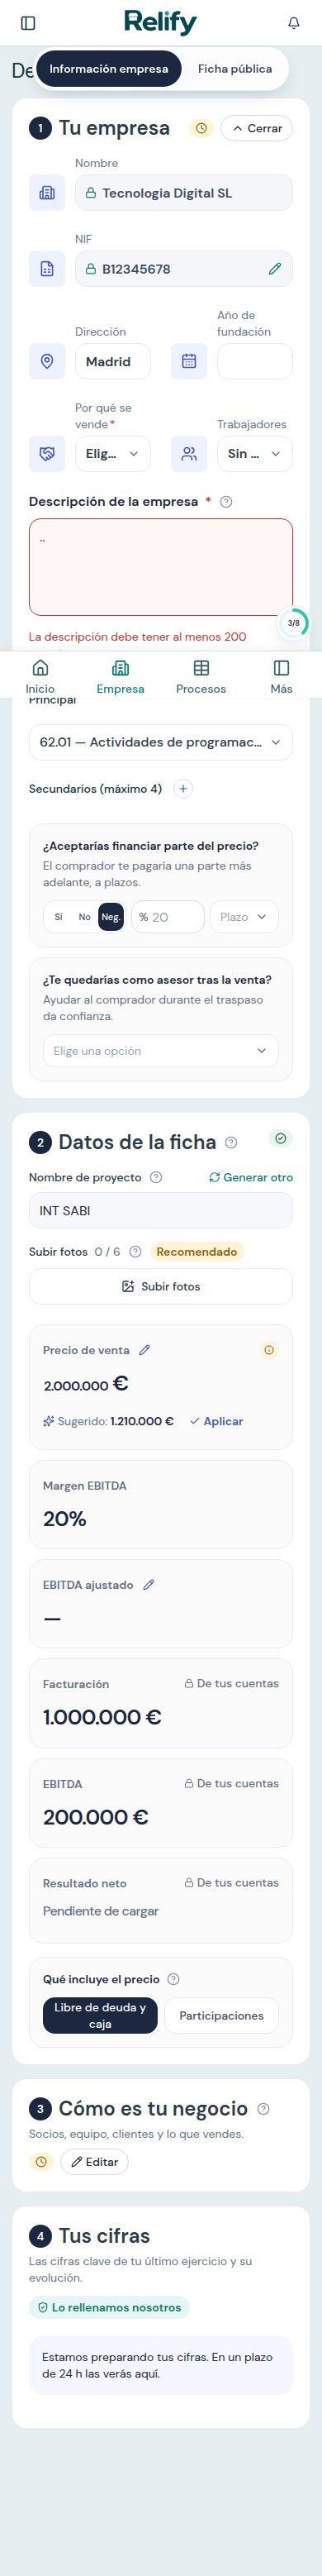 Relify
De
Información empresa
Ficha pública
1 Tu empresa
Cerrar
Nombre
Tecnologia Digital SL
NIF
B12345678
Dirección
Año de
fundación
Madrid
Por qué se
vende *
Trabajadores
Elig...
Sin ...
Descripción de la empresa *
..
3/8
La descripción debe tener al menos 200
Inicio
Empresa
Procesos
Más
Principal
62.01 — Actividades de programac...
Secundarios (máximo 4)
¿Aceptarías financiar parte del precio?
El comprador te pagaría una parte más
adelante, a plazos.
Sí
No
Neg.
% 20
Plazo
¿Te quedarías como asesor tras la venta?
Ayudar al comprador durante el traspaso
da confianza.
Elige una opción
2 Datos de la ficha
Nombre de proyecto
Generar otro
INT SABI
Subir fotos 0 / 6
Recomendado
Subir fotos
Precio de venta
2.000.000 €
Sugerido: 1.210.000 €
Aplicar
Margen EBITDA
20%
EBITDA ajustado
—
Facturación
De tus cuentas
1.000.000 €
EBITDA
De tus cuentas
200.000 €
Resultado neto
De tus cuentas
Pendiente de cargar
Qué incluye el precio
Libre de deuda y
caja
Participaciones
3 Cómo es tu negocio
Socios, equipo, clientes y lo que vendes.
Editar
4 Tus cifras
Las cifras clave de tu último ejercicio y su
evolución.
Lo rellenamos nosotros
Estamos preparando tus cifras. En un plazo
de 24 h las verás aquí.